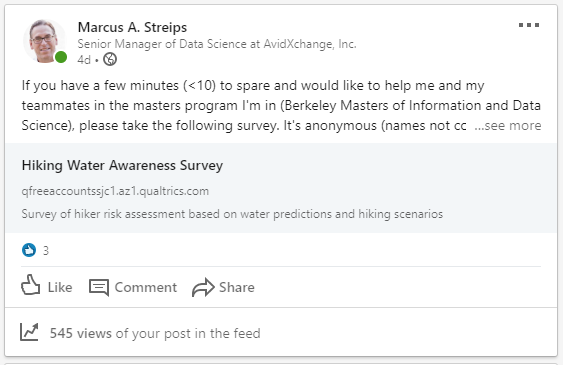 Marcus A. Streips
Senior Manager of Data Science at AvidXchange, Inc.
4d •
If you have a few minutes (<10) to spare and would like to help me and my
teammates in the masters program I'm in (Berkeley Masters of Information and Data
Science), please take the following survey. It's anonymous (names not cc ...see more
Hiking Water Awareness Survey
qfreeaccountssjc1.az1.qualtrics.com
Survey of hiker risk assessment based on water predictions and hiking scenarios
3
Like Comment Share
545 views of your post in the feed